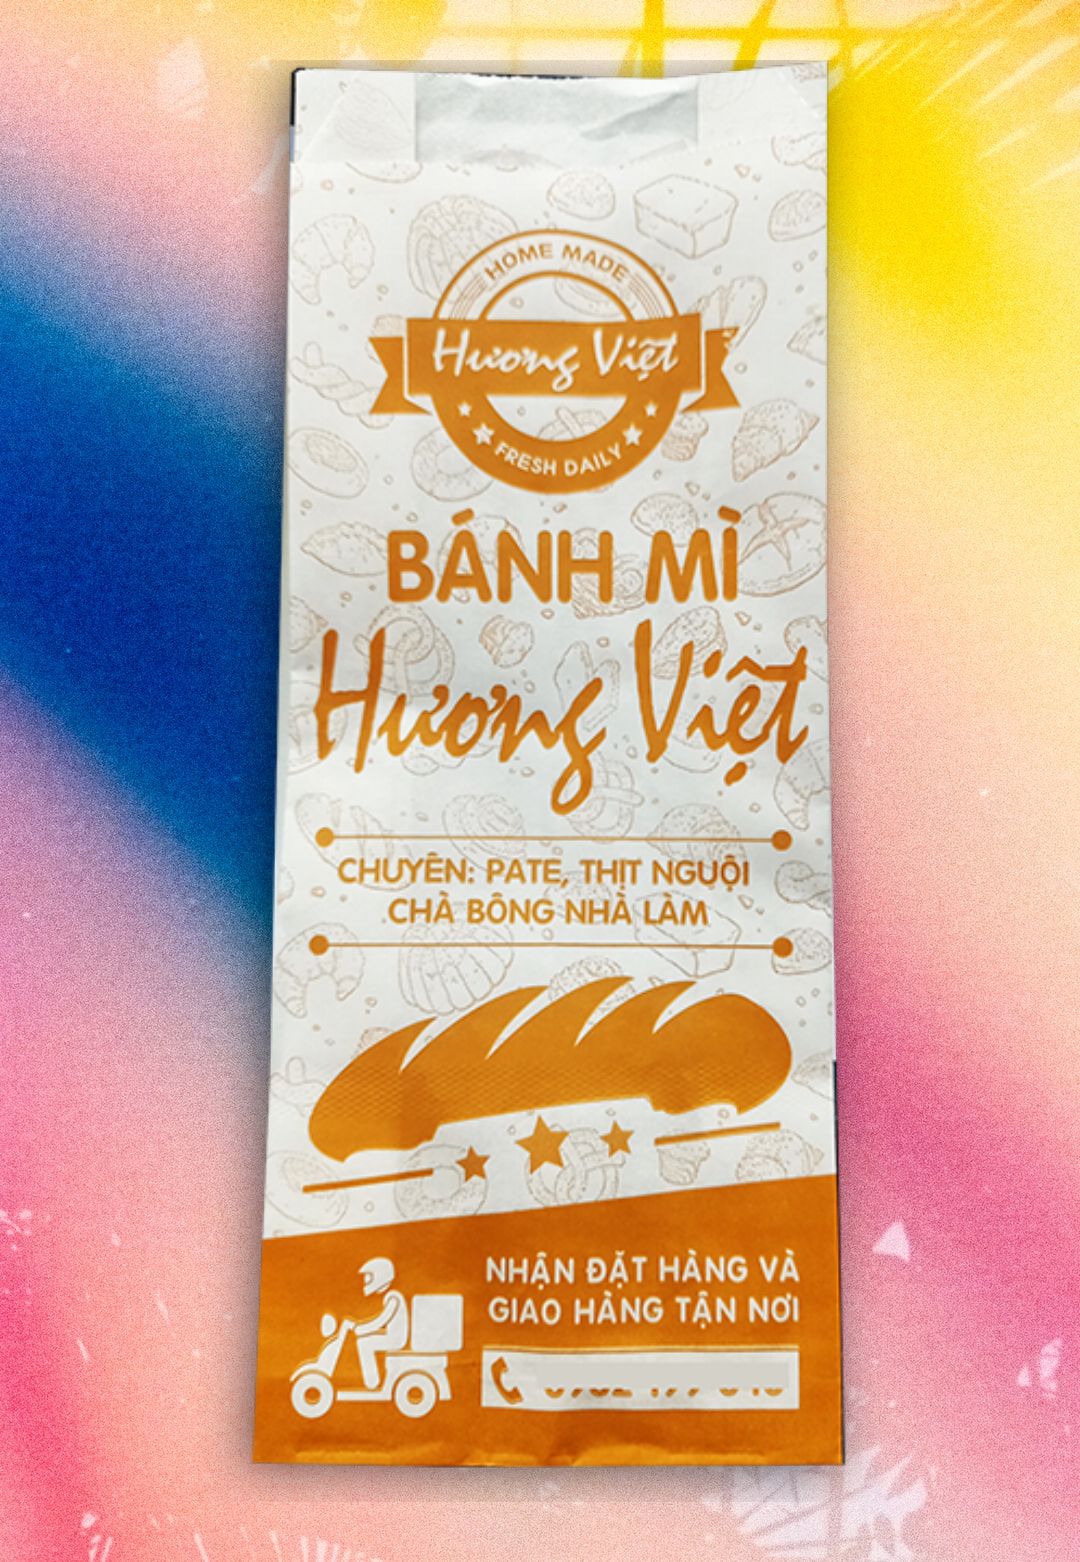 HOME MADE
Hương Việt
FRESH DAILY
BÁNH MÌ
Hương Việt
CHUYÊN: PATE, THỊT NGUỘI
CHÀ BÔNG NHÀ LÀM
NHẬN ĐẶT HÀNG VÀ
GIAO HÀNG TẬN NƠI